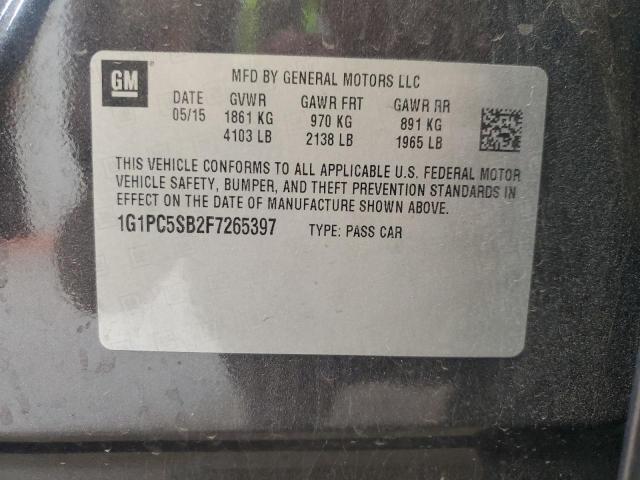 GM
MFD BY GENERAL MOTORS LLC
DATE GVWR GAWR FRT GAWR RR
05/15 1861 KG 970 KG 891 KG
4103 LB 2138 LB 1965 LB
THIS VEHICLE CONFORMS TO ALL APPLICABLE U.S. FEDERAL MOTOR
VEHICLE SAFETY, BUMPER, AND THEFT PREVENTION STANDARDS IN
EFFECT ON THE DATE OF MANUFACTURE SHOWN ABOVE.
1G1PC5SB2F7265397 TYPE: PASS CAR